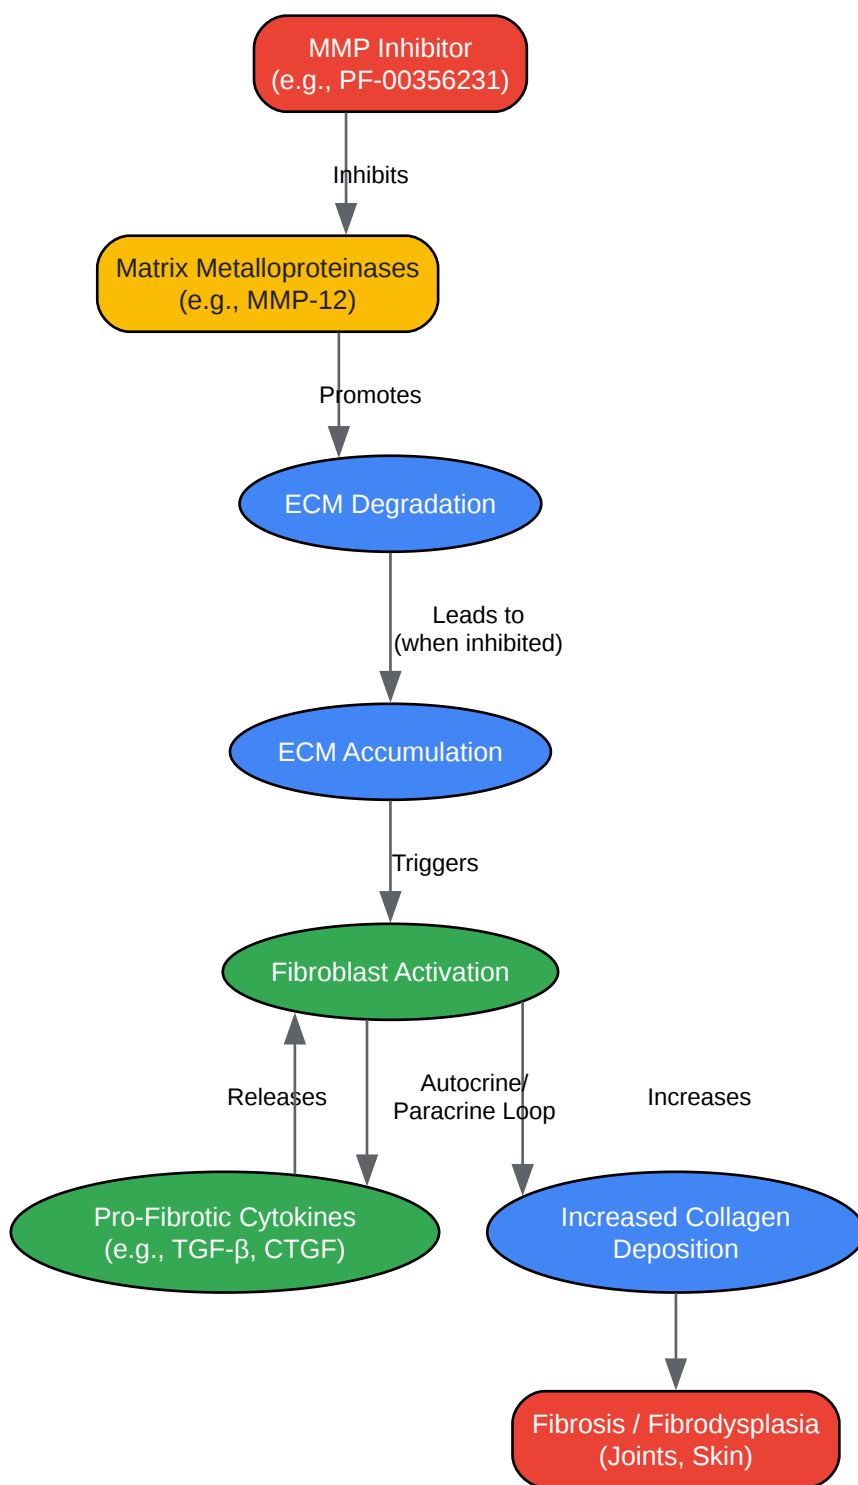 MMP Inhibitor
(e.g., PF-00356231)
Inhibits
Matrix Metalloproteinases
(e.g., MMP-12)
Promotes
ECM Degradation
Leads to
(when inhibited)
ECM Accumulation
Triggers
Fibroblast Activation
Releases
Autocrine/
Paracrine Loop
Increases
Pro-Fibrotic Cytokines
(e.g., TGF-β, CTGF)
Increased Collagen
Deposition
Fibrosis / Fibrodysplasia
(Joints, Skin)